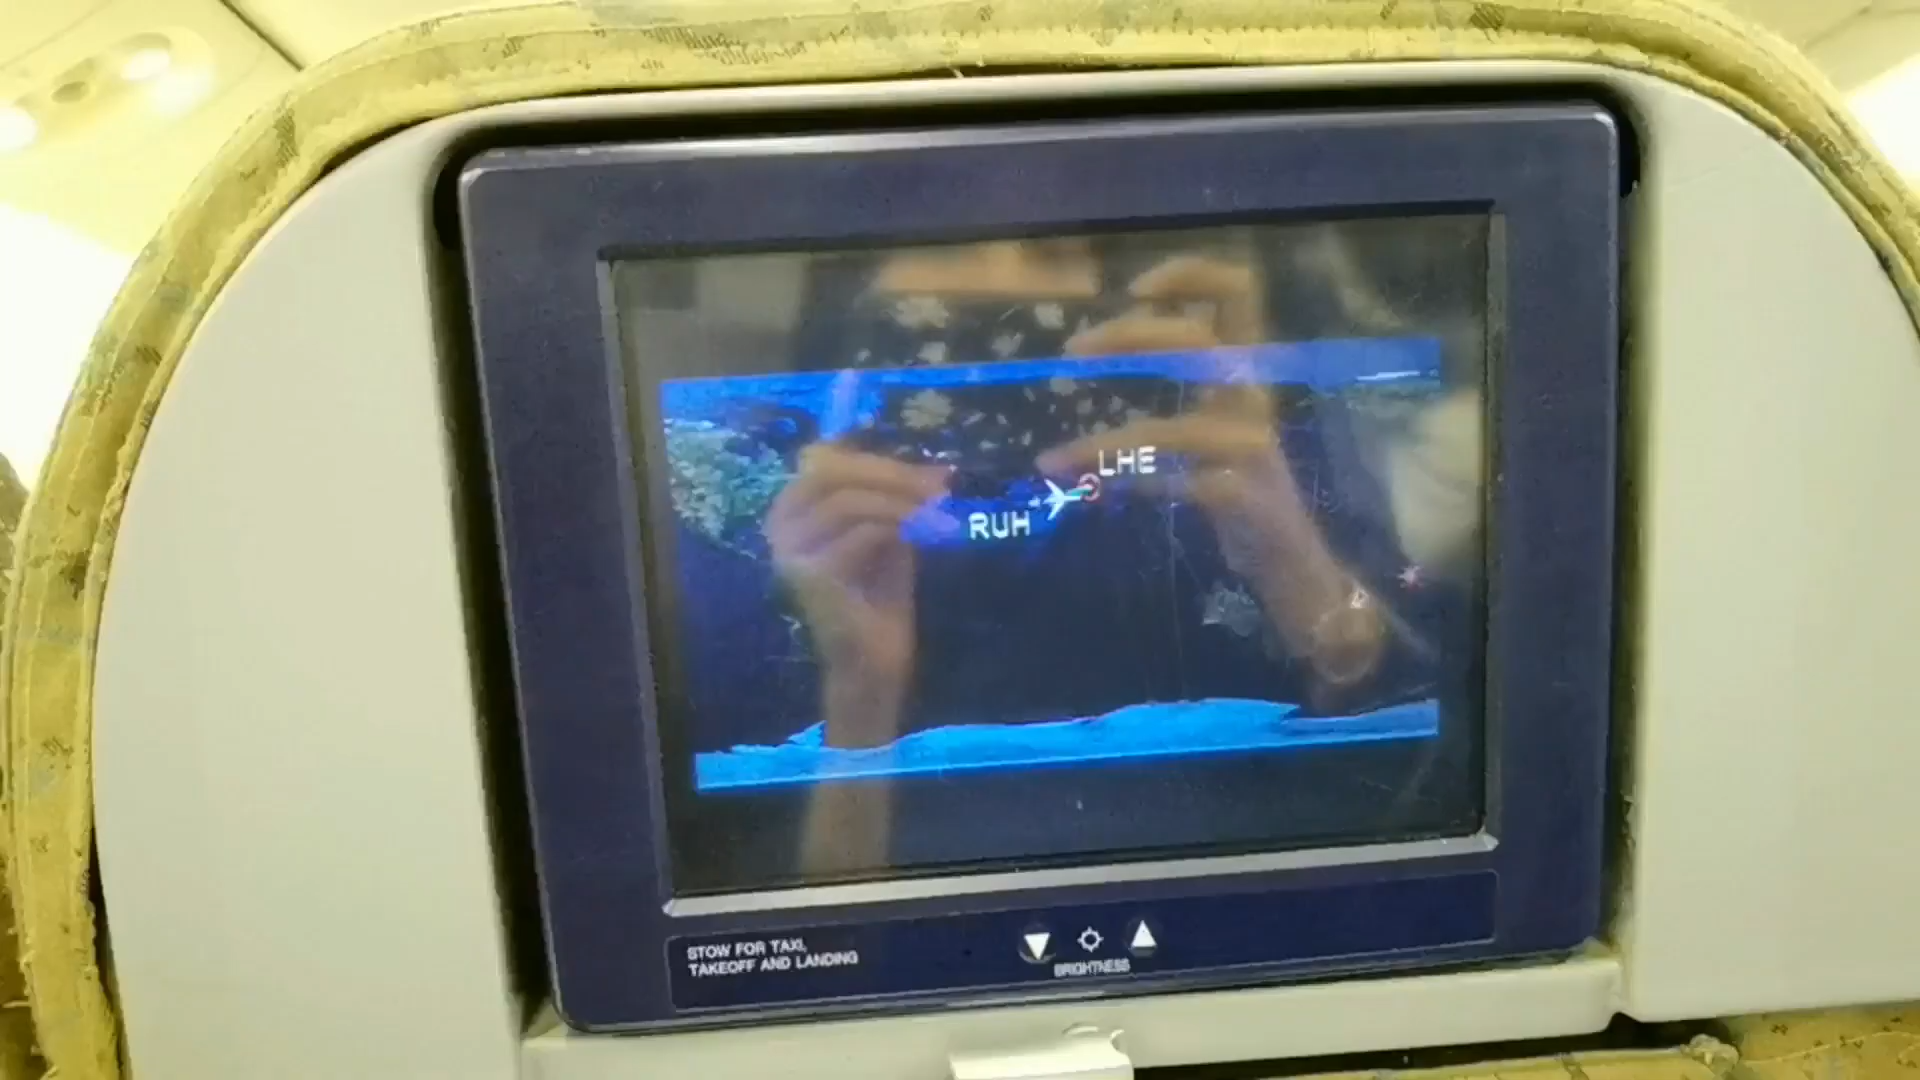 LHE
RUH
STOW FOR TAXI,
TAKEOFF AND LANDING
BRIGHTNESS